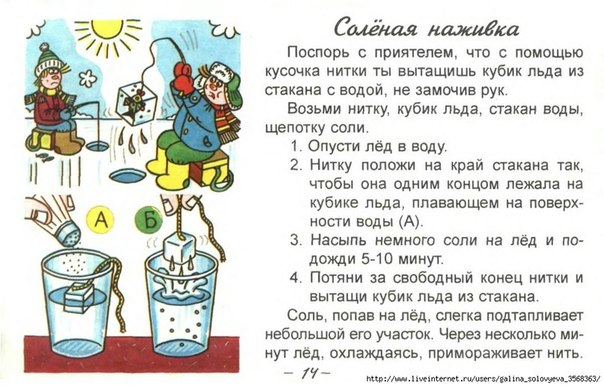 Солёная наживка
Поспорь с приятелем, что с помощью
кусочка нитки ты вытащишь кубик льда из
стакана с водой, не замочив рук.
Возьми нитку, кубик льда, стакан воды,
щепотку соли.
1. Опусти лёд в воду.
2. Нитку положи на край стакана так,
чтобы она одним концом лежала на
кубике льда, плавающем на поверх-
ности воды (А).
3. Насыпь немного соли на лёд и по-
дожди 5-10 минут.
4. Потяни за свободный конец нитки и
вытащи кубик льда из стакана.
Соль, попав на лёд, слегка подтапливает
небольшой его участок. Через несколько ми-
нут лёд, охлаждаясь, примораживает нить.
А
Б
– 14 –
http://www.liveinternet.ru/users/galina_solovyeva_3568363/